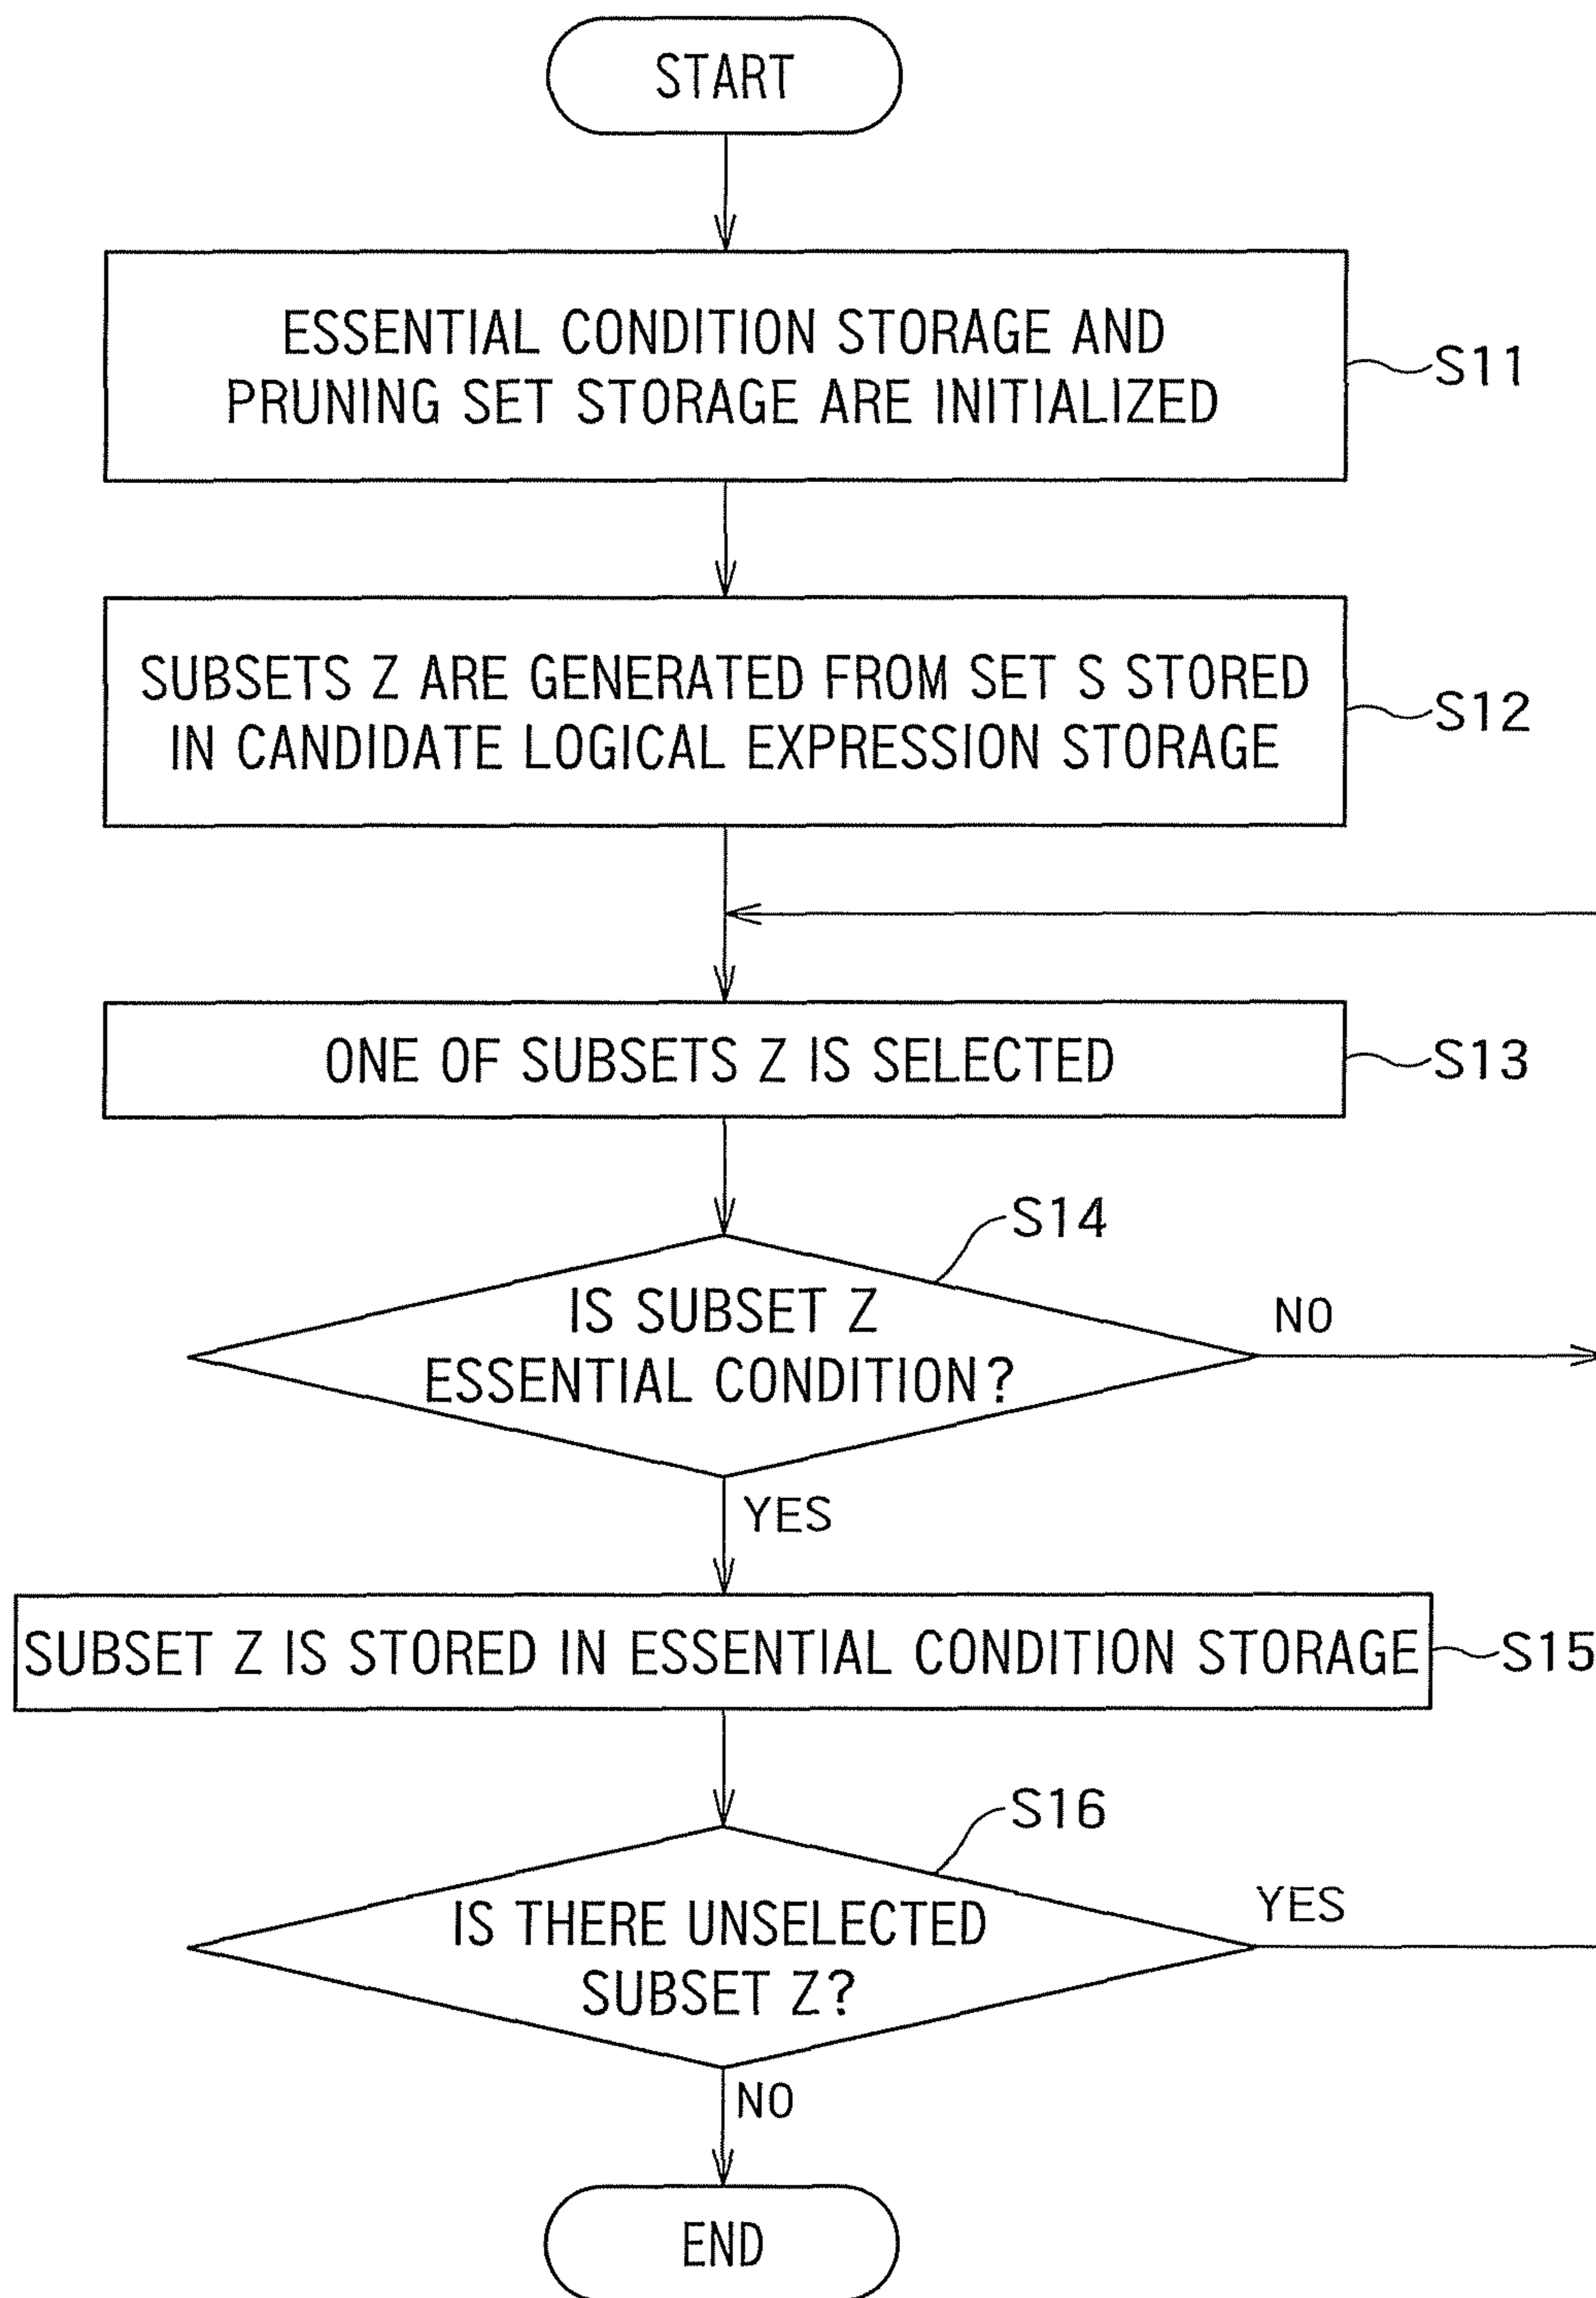 START
ESSENTIAL CONDITION STORAGE AND
PRUNING SET STORAGE ARE INITIALIZED
S11
SUBSETS Z ARE GENERATED FROM SET S STORED
IN CANDIDATE LOGICAL EXPRESSION STORAGE
S12
ONE OF SUBSETS Z IS SELECTED
S13
S14
IS SUBSET Z
ESSENTIAL CONDITION?
NO
YES
SUBSET Z IS STORED IN ESSENTIAL CONDITION STORAGE
S15
S16
IS THERE UNSELECTED
SUBSET Z?
YES
NO
END